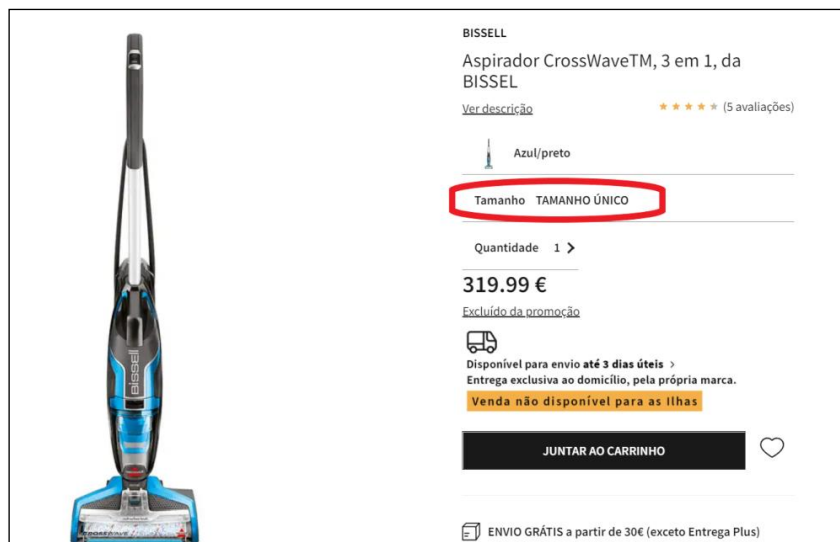 BISSELL
Aspirador CrossWaveTM, 3 em 1, da
BISSEL
Ver descrição
(5 avaliações)
Azul/preto
Tamanho TAMANHO ÚNICO
Quantidade 1
319.99 €
Excluído da promoção
Disponível para envio até 3 dias úteis >
Entrega exclusiva ao domicílio, pela própria marca.
Venda não disponível para as Ilhas
JUNTAR AO CARRINHO
ENVIO GRÁTIS a partir de 30€ (exceto Entrega Plus)
BISSELL
CROSSWAVE